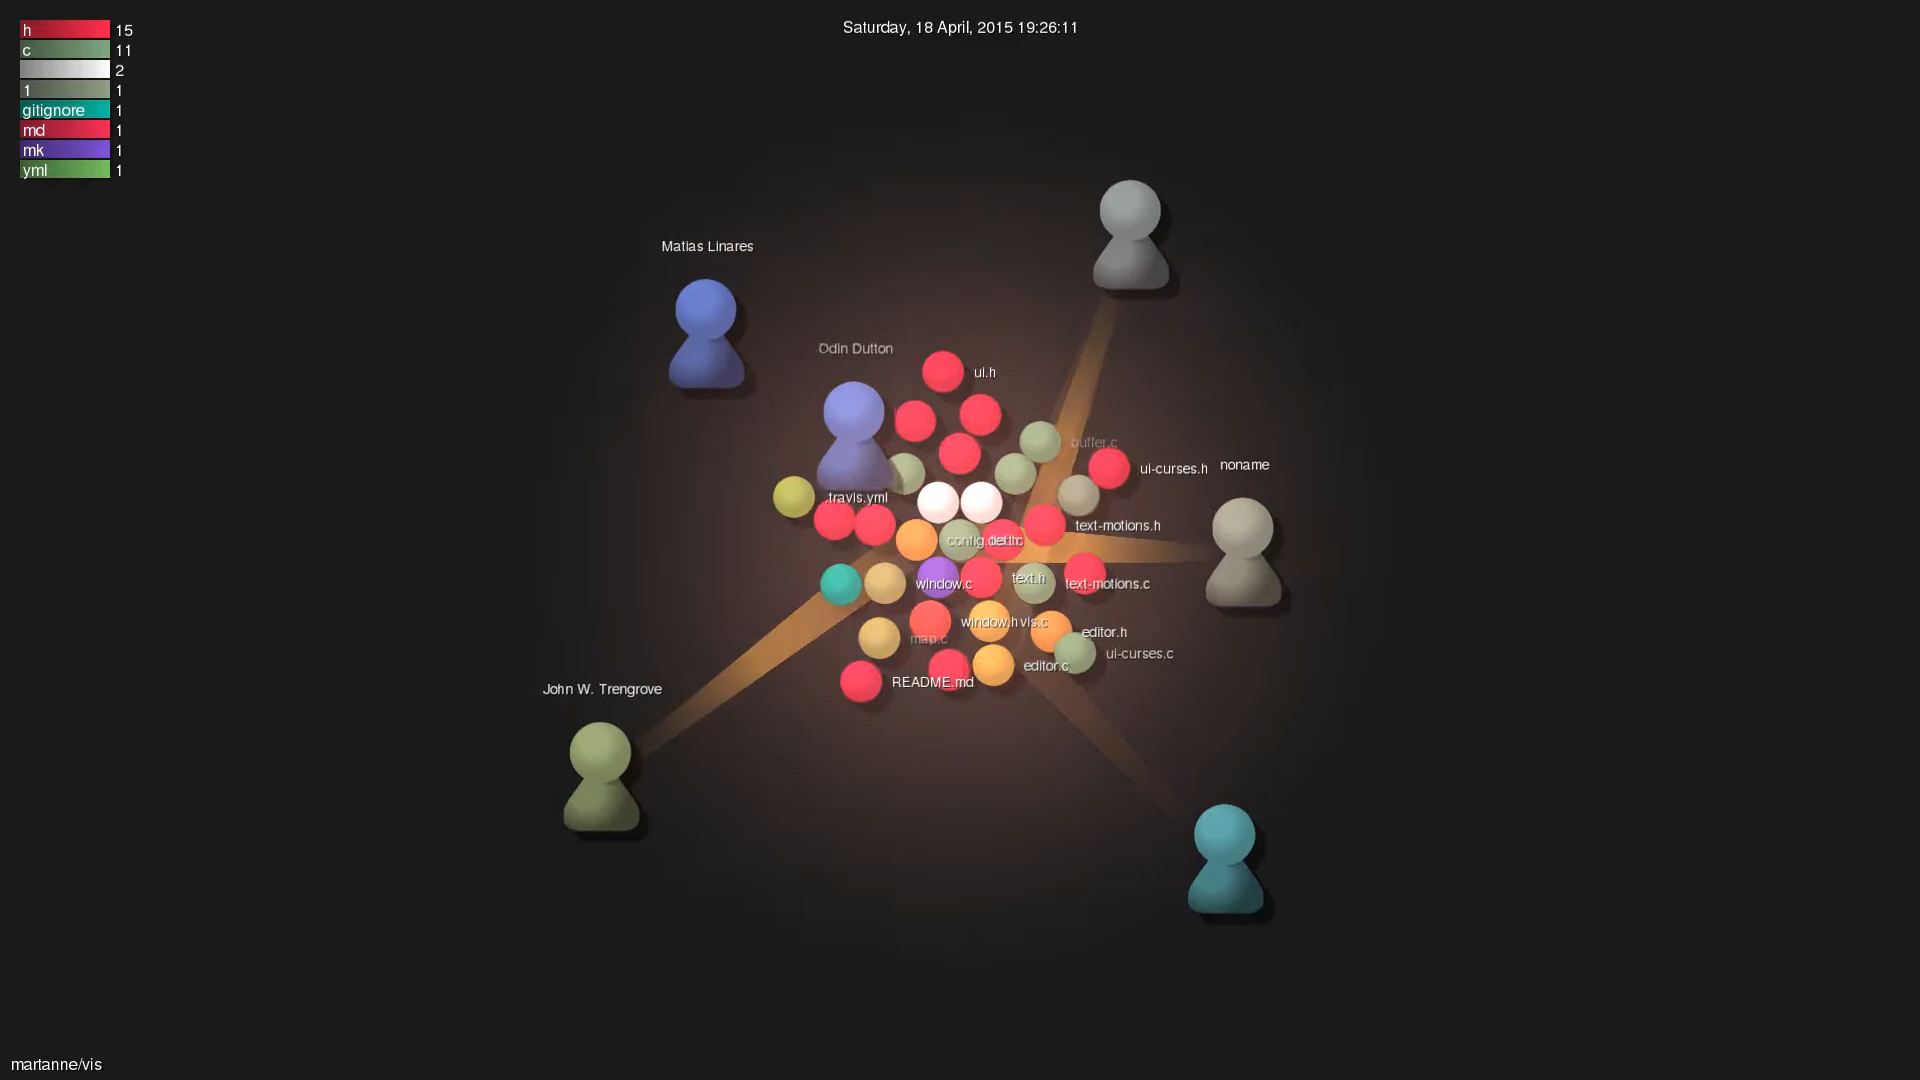 h 15
c 11
2
1 1
gitignore 1
md 1
mk 1
yml 1
Saturday, 18 April, 2015 19:26:11
Matias Linares
Odin Dutton
ui.h
buffer.c
ui-curses.h
noname
.travis.yml
text-motions.h
window.c
text.h
text-motions.c
window.h
vis.c
map.c
editor.h
ui-curses.c
editor.c
README.md
John W. Trengrove
martanne/vis